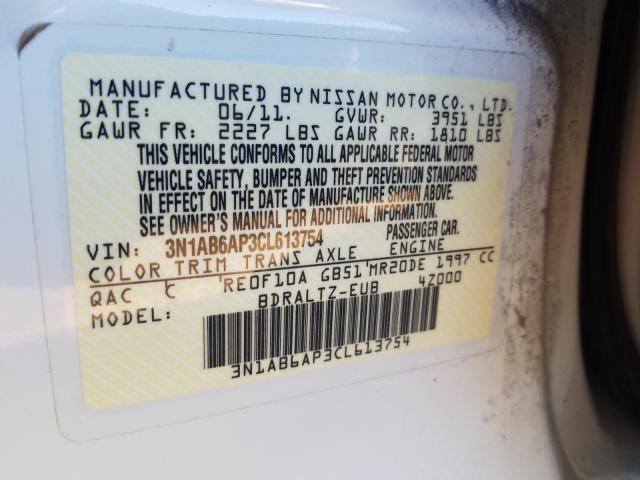 MANUFACTURED BY NISSAN MOTOR CO., LTD.
DATE: 06/11. GVWR: 3951 LBS
GAWR FR: 2227 LBS GAWR RR: 1810 LBS
THIS VEHICLE CONFORMS TO ALL APPLICABLE FEDERAL MOTOR
VEHICLE SAFETY, BUMPER AND THEFT PREVENTION STANDARDS
IN EFFECT ON THE DATE OF MANUFACTURE SHOWN ABOVE.
SEE OWNER'S MANUAL FOR ADDITIONAL INFORMATION.
VIN: 3N1AB6AP3CL613754 PASSENGER CAR.
COLOR TRIM TRANS AXLE ENGINE
QAC C RE0F10A GB51 MR20DE 1997 CC
MODEL: BDRALTZ-EUB 4Z000
3N1AB6AP3CL613754